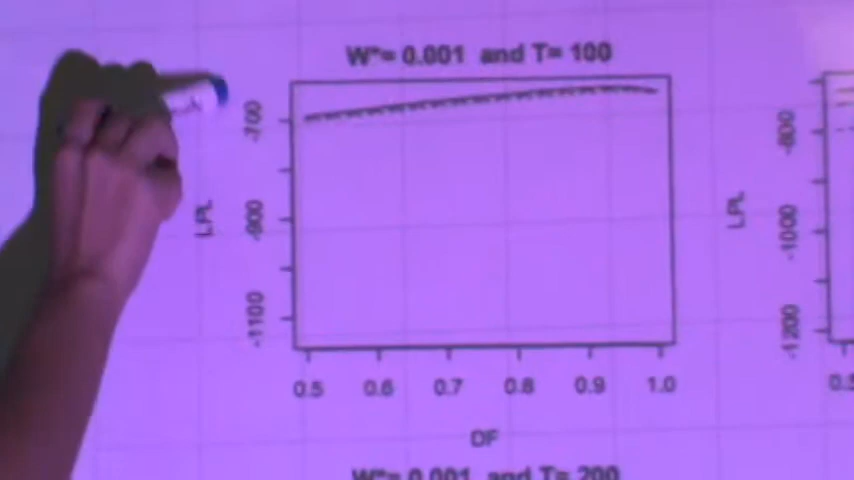 W*= 0.001 and T= 100
-700
-900
-1100
LPL
0.5 0.6 0.7 0.8 0.9 1.0
DF
W*= 0.001 and T= 200
-800
-1000
-1200
LPL